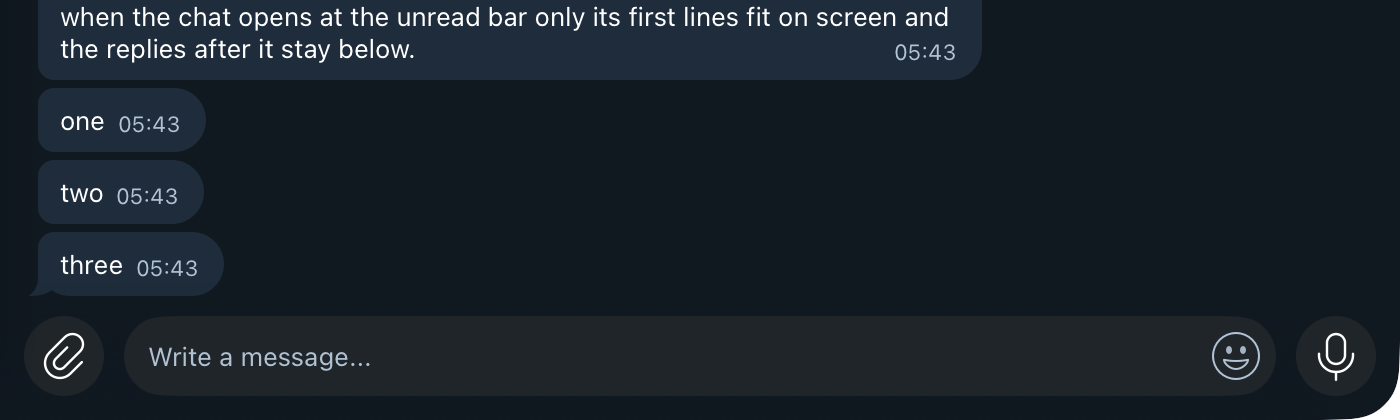 when the chat opens at the unread bar only its first lines fit on screen and
the replies after it stay below. 05:43
one 05:43
two 05:43
three 05:43
Write a message...